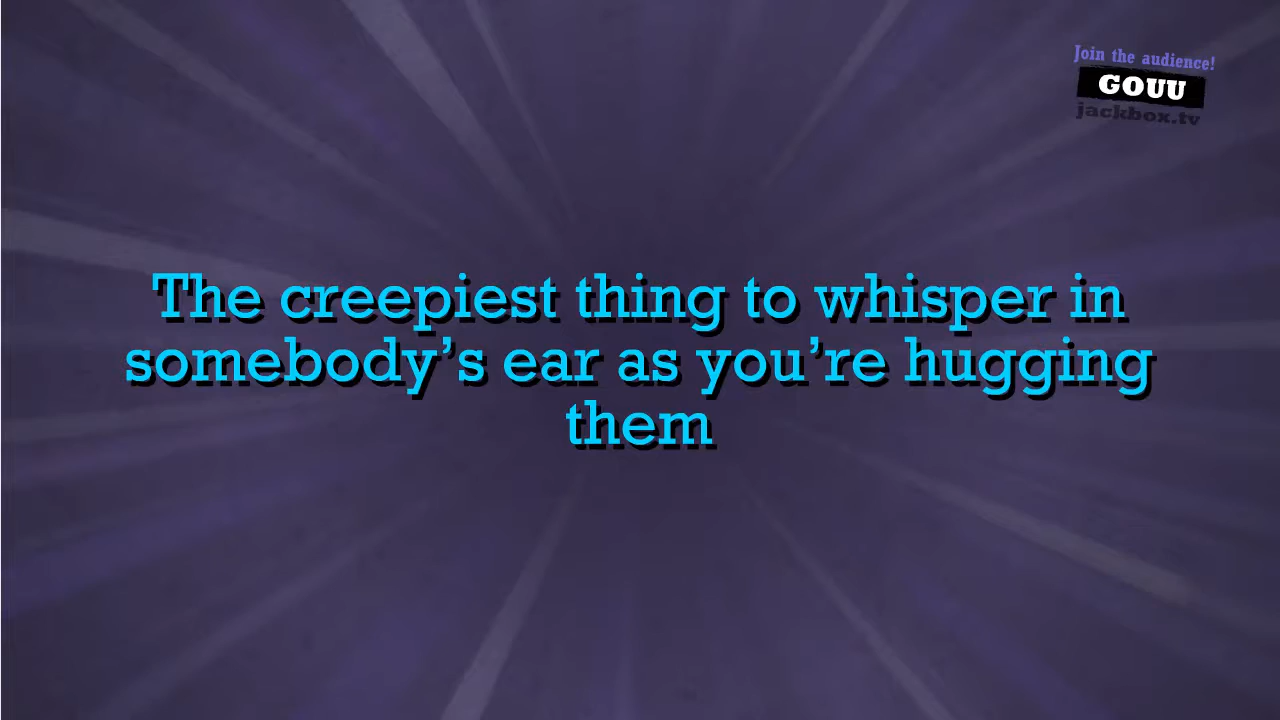 Join the audience!
GOUU
jackbox.tv
The creepiest thing to whisper in
somebody’s ear as you’re hugging
them